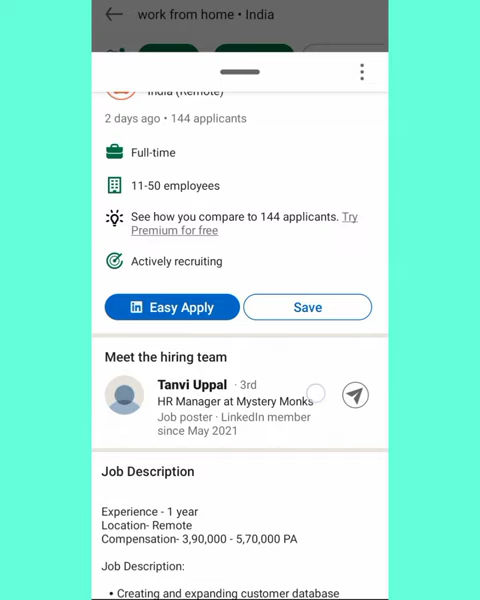 work from home • India
India (Remote)
2 days ago • 144 applicants
Full-time
11-50 employees
See how you compare to 144 applicants. Try
Premium for free
Actively recruiting
in Easy Apply
Save
Meet the hiring team
Tanvi Uppal · 3rd
HR Manager at Mystery Monks
Job poster · LinkedIn member
since May 2021
Job Description
Experience - 1 year
Location- Remote
Compensation- 3,90,000 - 5,70,000 PA
Job Description:
• Creating and expanding customer database